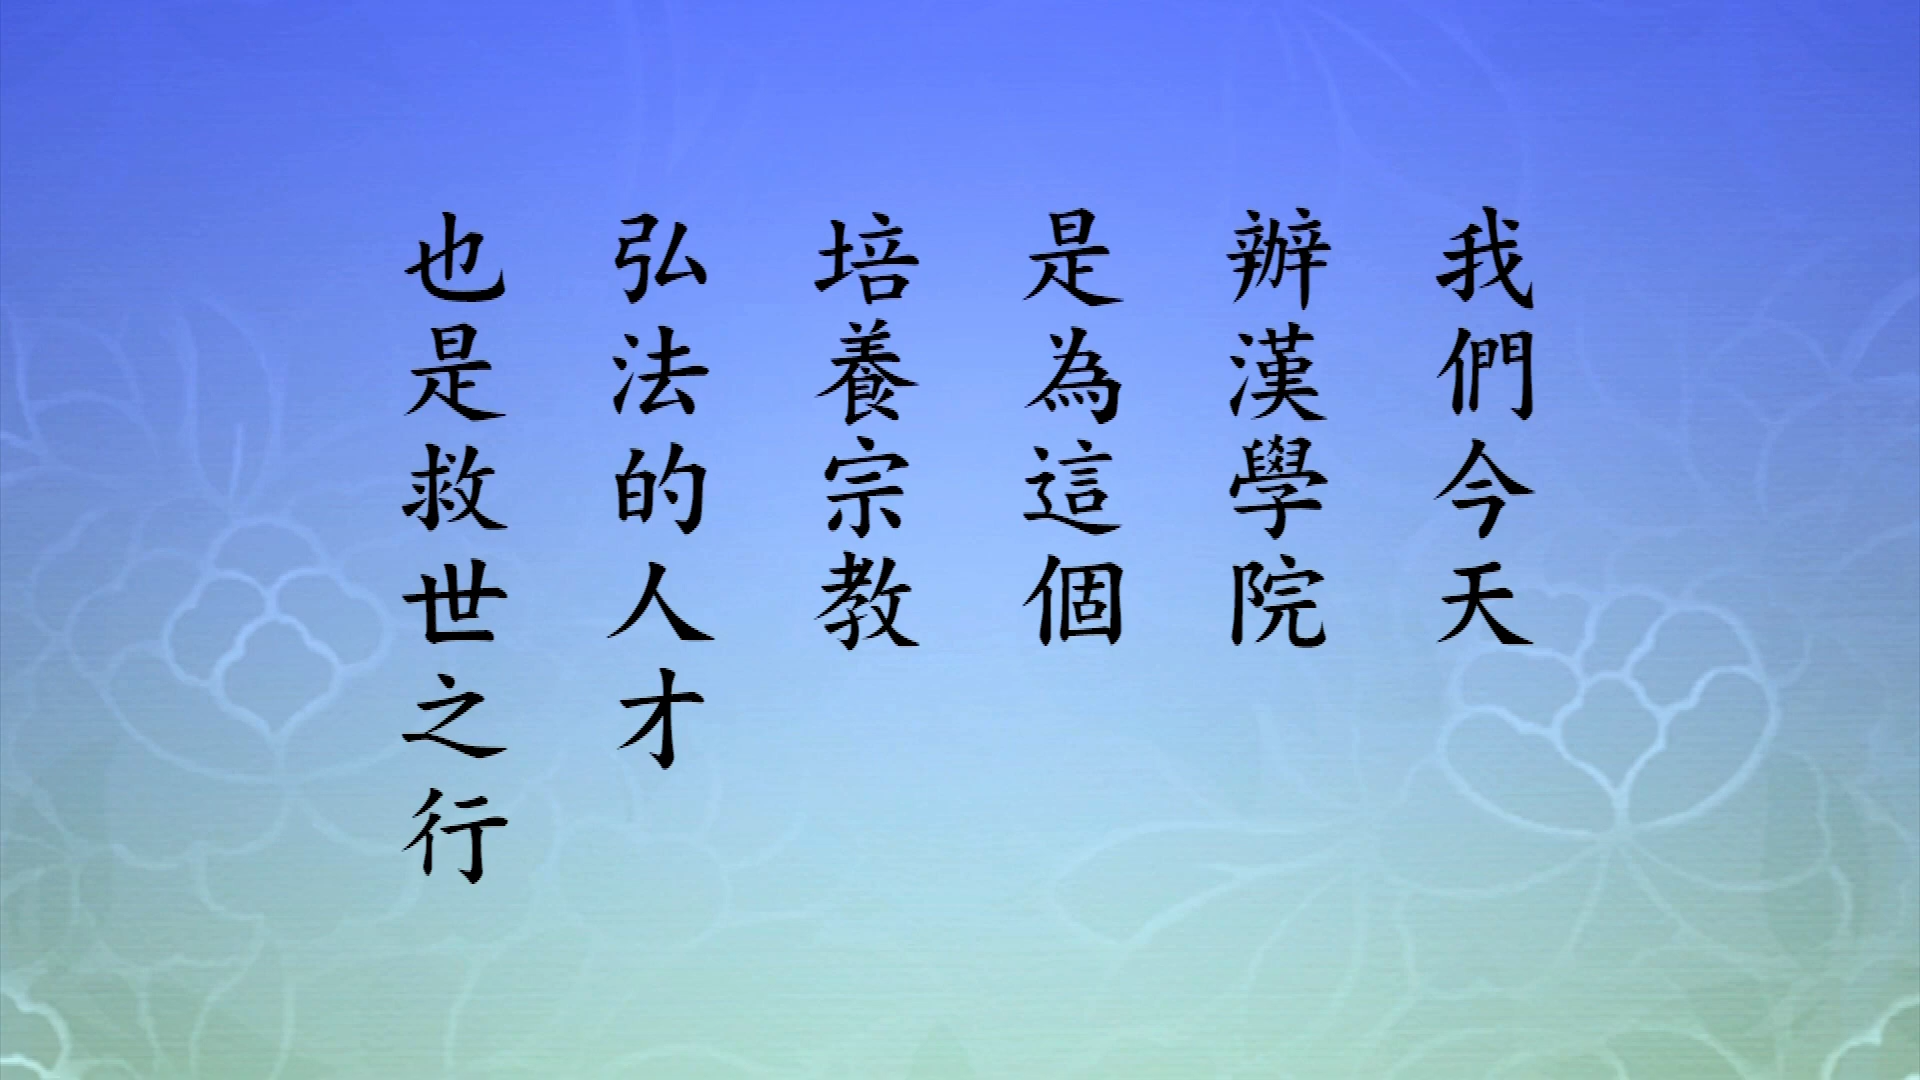 我們今天
辦漢學院
是為這個
培養宗教
弘法的人才
也是救世之行